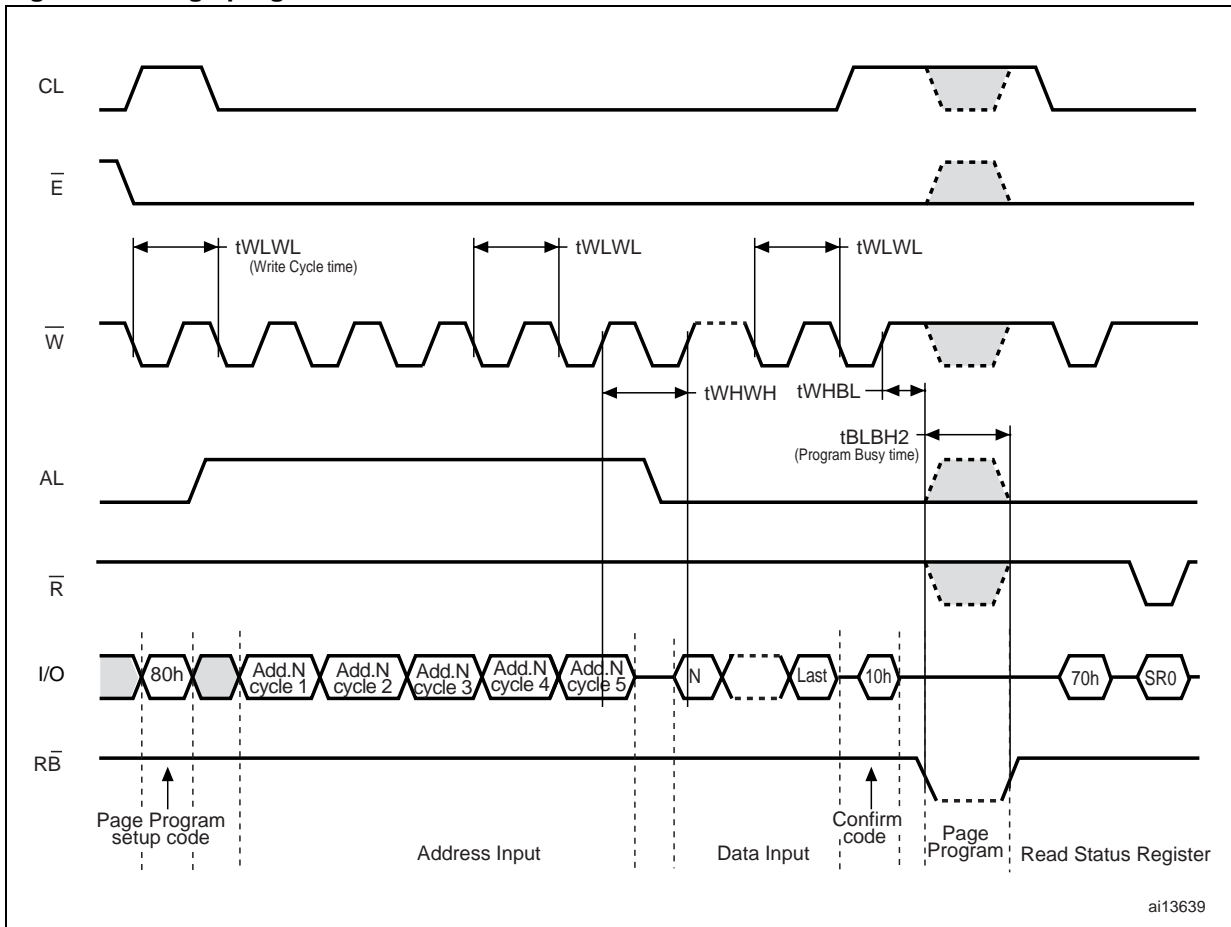 CL
E̅
tWLWL
(Write Cycle time)
tWLWL
tWLWL
W̅
tWHWH
tWHBL
tBLBH2
(Program Busy time)
AL
R̅
I/O
80h
Add.N
cycle 1
Add.N
cycle 2
Add.N
cycle 3
Add.N
cycle 4
Add.N
cycle 5
N
Last
10h
70h
SR0
RB̅
Page Program
setup code
Address Input
Data Input
Confirm
code
Page
Program
Read Status Register
ai13639